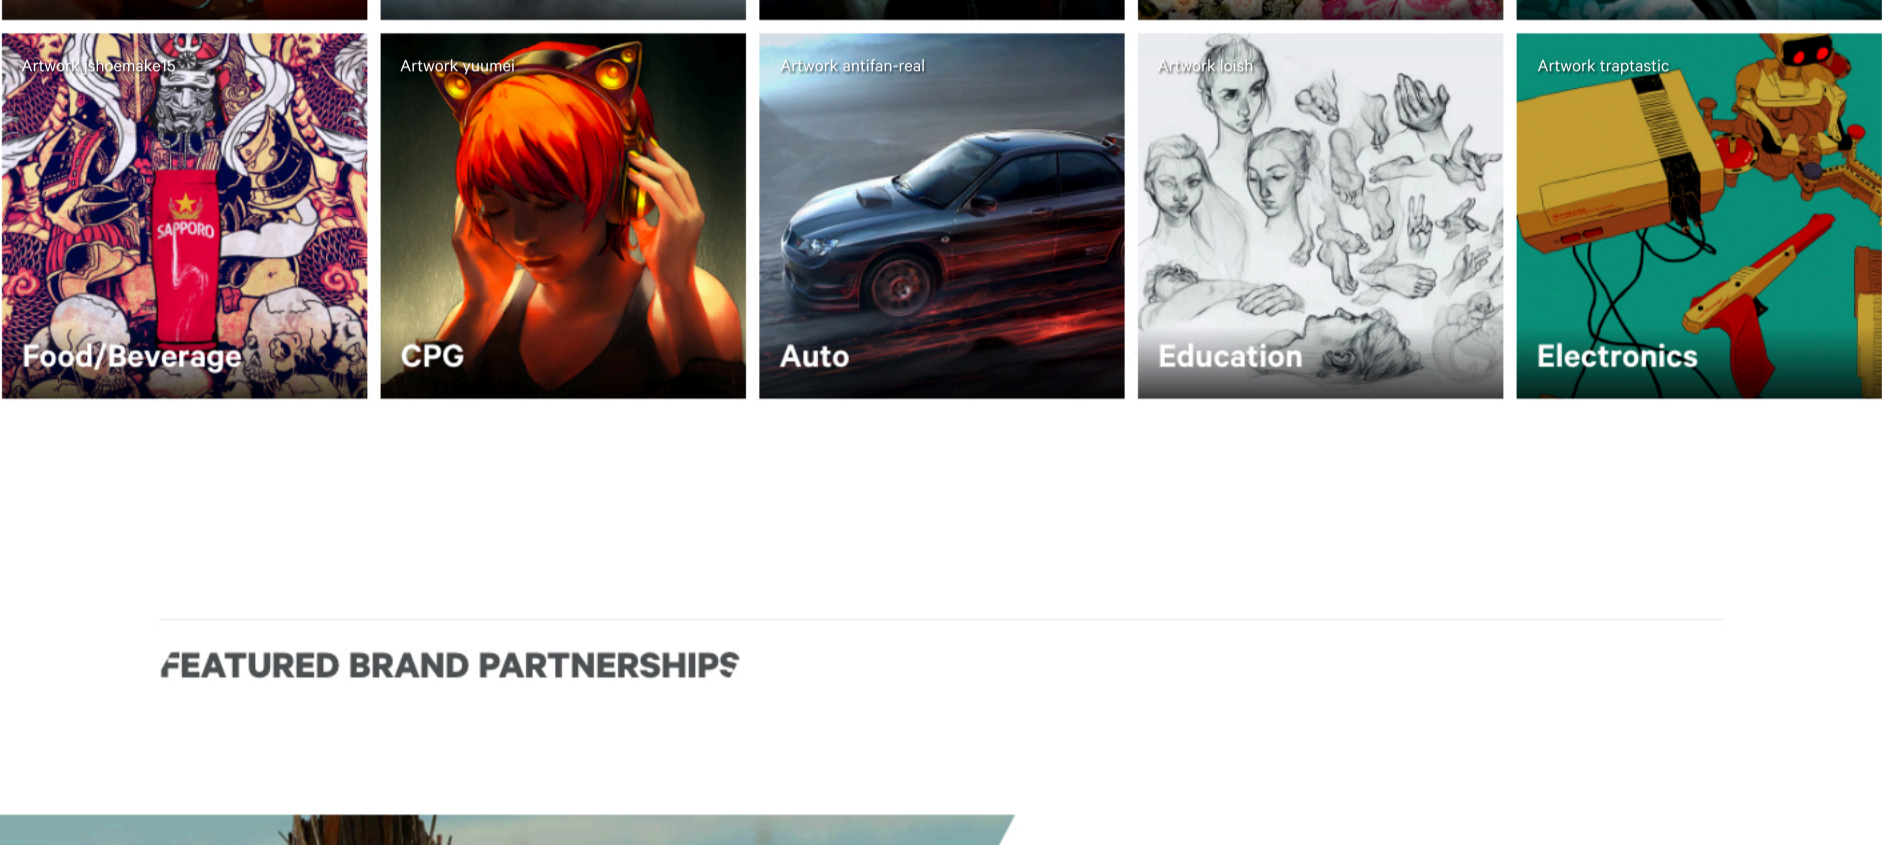 Artwork jshoemake15
Artwork yuumei
Artwork antifan-real
Artwork loish
Artwork traptastic
SAPPORO
Food/Beverage
CPG
Auto
Education
Electronics
FEATURED BRAND PARTNERSHIPS